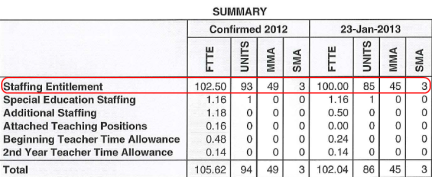 SUMMARY
Confirmed 2012 23-Jan-2013
FTTE UNITS MMA SMA FTTE UNITS MMA SMA
Staffing Entitlement 102.50 93 49 3 100.00 85 45 3
Special Education Staffing 1.16 1 0 0 1.16 1 0 0
Additional Staffing 1.18 0 0 0 0.50 0 0 0
Attached Teaching Positions 0.16 0 0 0 0.00 0 0 0
Beginning Teacher Time Allowance 0.48 0 0 0 0.24 0 0 0
2nd Year Teacher Time Allowance 0.14 0 0 0 0.14 0 0 0
Total 105.62 94 49 3 102.04 86 45 3